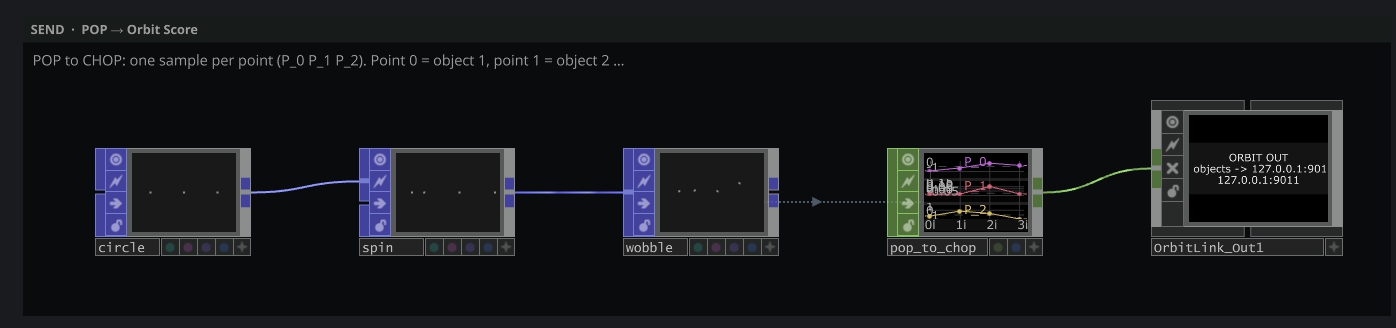 SEND · POP → Orbit Score
POP to CHOP: one sample per point (P_0 P_1 P_2). Point 0 = object 1, point 1 = object 2 ...
ORBIT OUT
objects -> 127.0.0.1:901
127.0.0.1:9011
P_0
P_1
P_2
0i 1i 2i 3i
circle
spin
wobble
pop_to_chop
OrbitLink_Out1